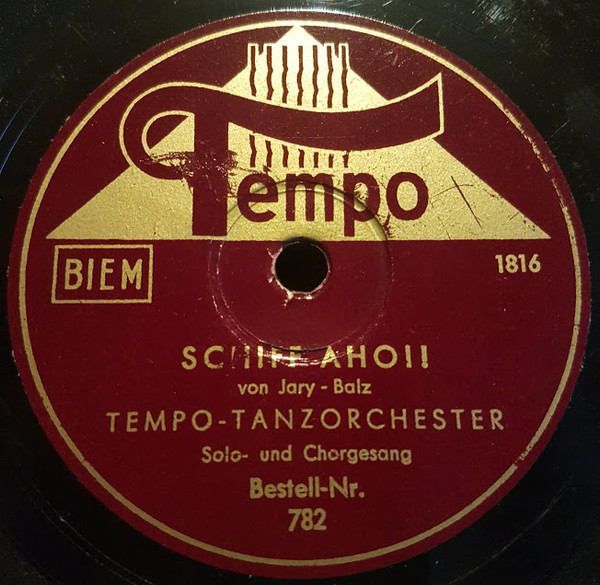 Tempo
BIEM
1816
SCHIFF AHOI!
von Jary - Balz
TEMPO-TANZORCHESTER
Solo- und Chorgesang
Bestell-Nr.
782